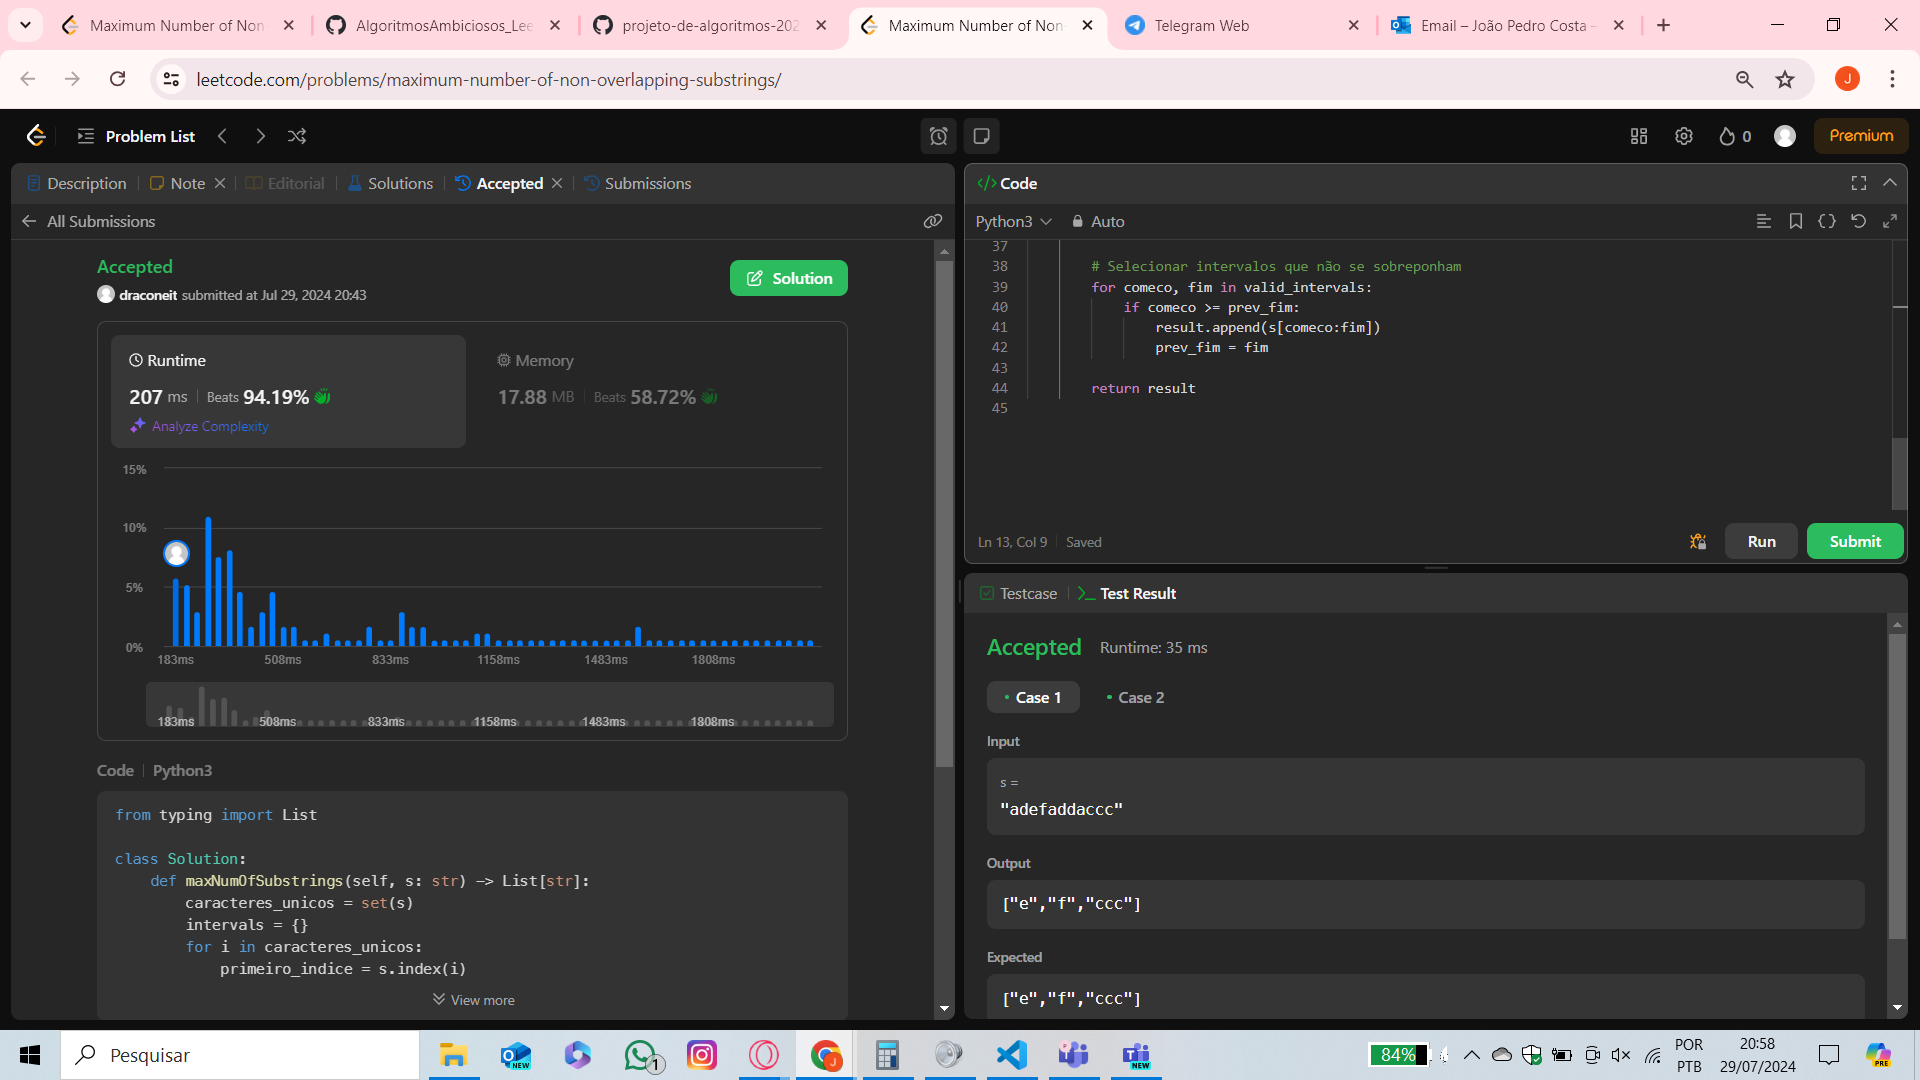 Maximum Number of Non-
AlgoritmosAmbiciosos_Lee
projeto-de-algoritmos-202
Maximum Number of Non-
Telegram Web
Email – João Pedro Costa -
leetcode.com/problems/maximum-number-of-non-overlapping-substrings/
J
Problem List
0
Premium
Description
Note
Editorial
Solutions
Accepted
Submissions
All Submissions
Accepted
draconeit submitted at Jul 29, 2024 20:43
Solution
Runtime
207 ms
Beats 94.19%
Analyze Complexity
Memory
17.88 MB
Beats 58.72%
15%
10%
5%
0%
183ms 508ms 833ms 1158ms 1483ms 1808ms
183ms 508ms 833ms 1158ms 1483ms 1808ms
Code Python3
from typing import List
class Solution:
def maxNumOfSubstrings(self, s: str) -> List[str]:
caracteres_unicos = set(s)
intervals = {}
for i in caracteres_unicos:
primeiro_indice = s.index(i)
View more
</> Code
Python3
Auto
37
38 # Selecionar intervalos que não se sobreponham
39 for comeco, fim in valid_intervals:
40 if comeco >= prev_fim:
41 result.append(s[comeco:fim])
42 prev_fim = fim
43
44 return result
45
Ln 13, Col 9 Saved
Run
Submit
Testcase
Test Result
Accepted Runtime: 35 ms
Case 1 Case 2
Input
s =
"adefaddaccc"
Output
["e","f","ccc"]
Expected
["e","f","ccc"]
Pesquisar
NEW
1
J
NEW
84%
POR
PTB
20:58
29/07/2024
PRE